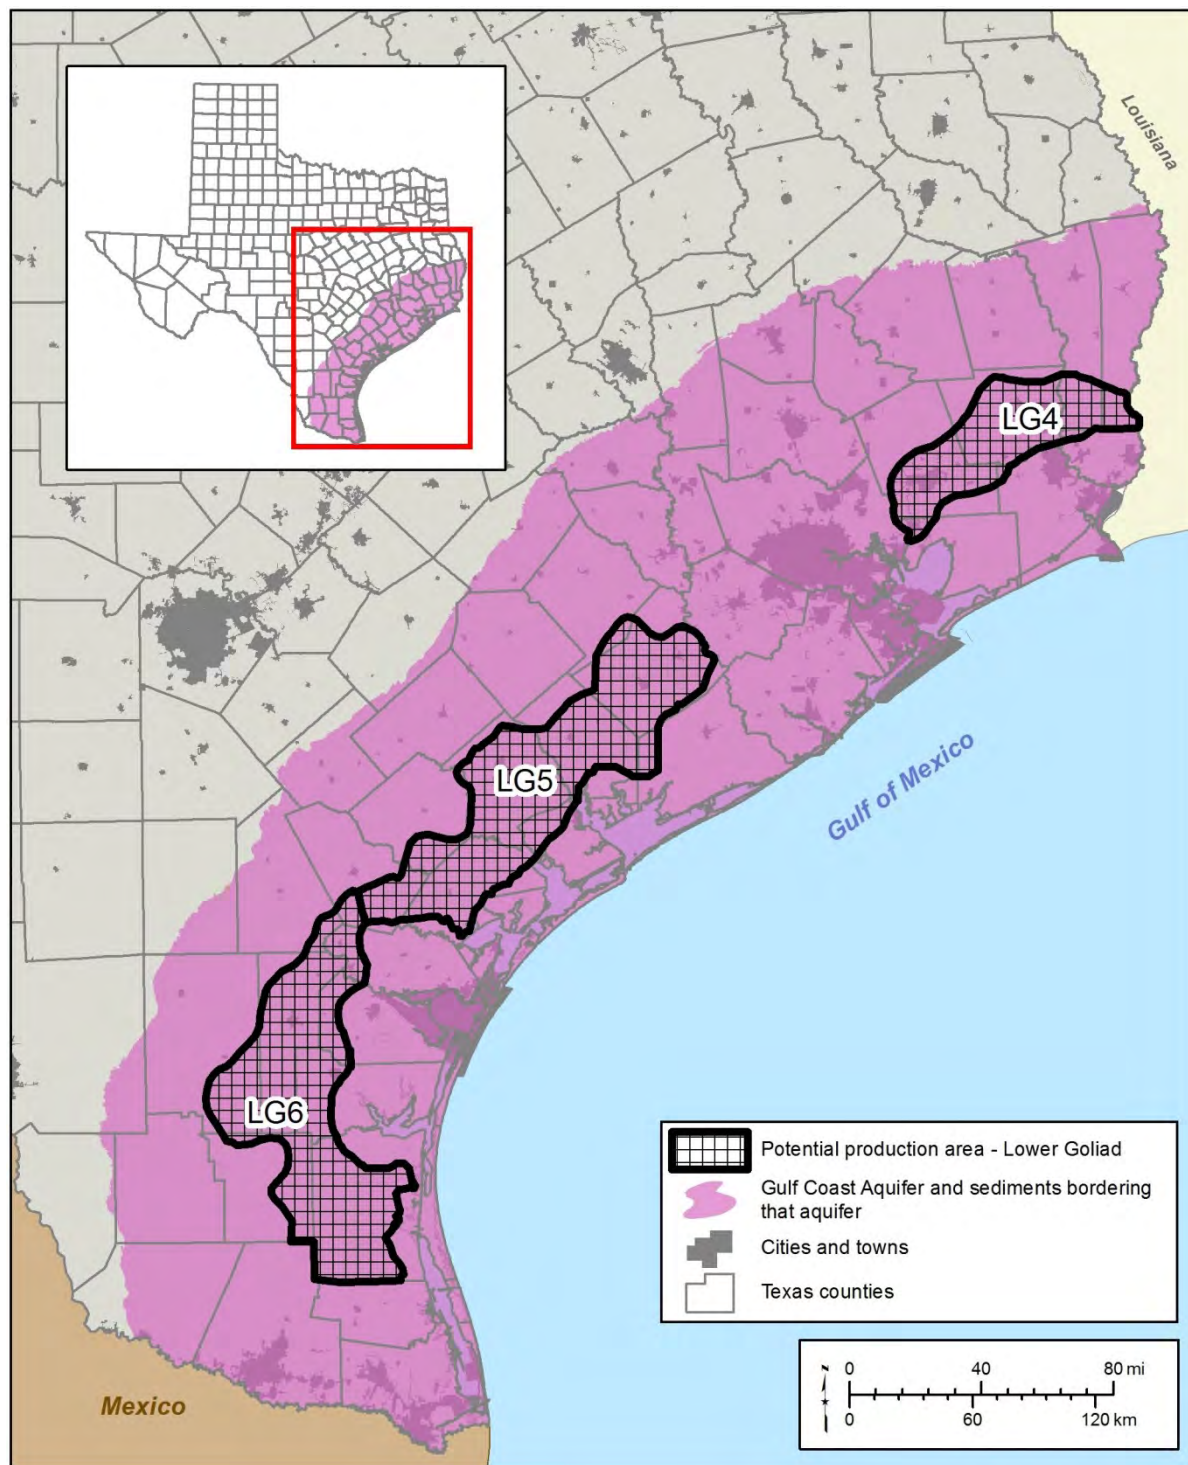 Louisiana
LG4
LG5
Gulf of Mexico
LG6
Potential production area - Lower Goliad
Gulf Coast Aquifer and sediments bordering
that aquifer
Cities and towns
Texas counties
Mexico
N
0 40 80 mi
0 60 120 km